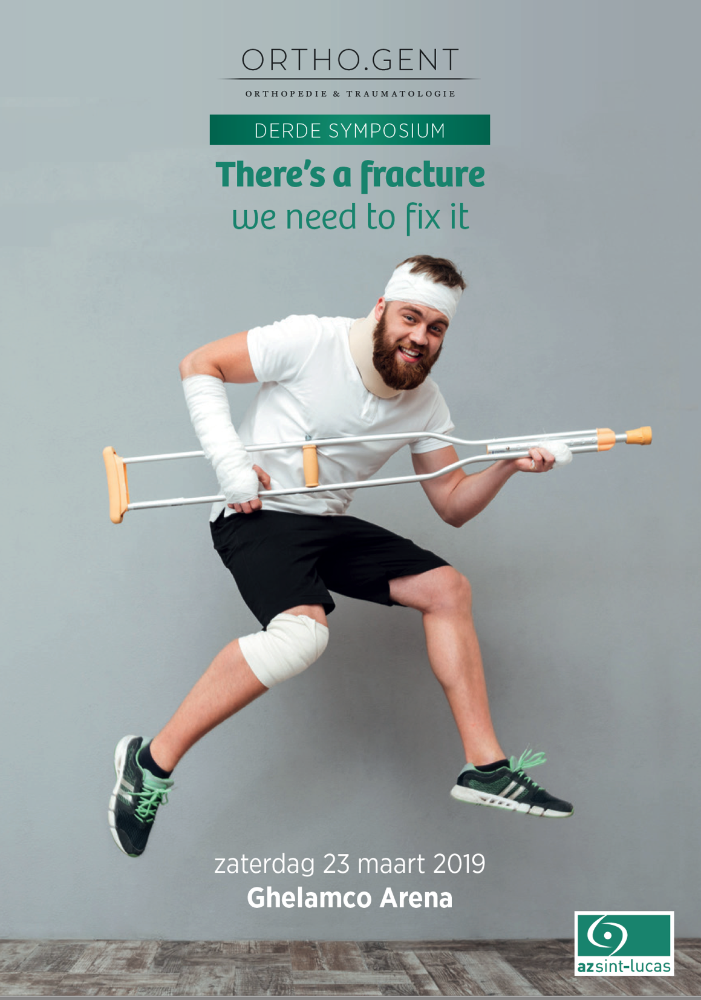 ORTHO.GENT
ORTHOPEDIE & TRAUMATOLOGIE
DERDE SYMPOSIUM
There's a fracture
we need to fix it
zaterdag 23 maart 2019
Ghelamco Arena
azsint-lucas